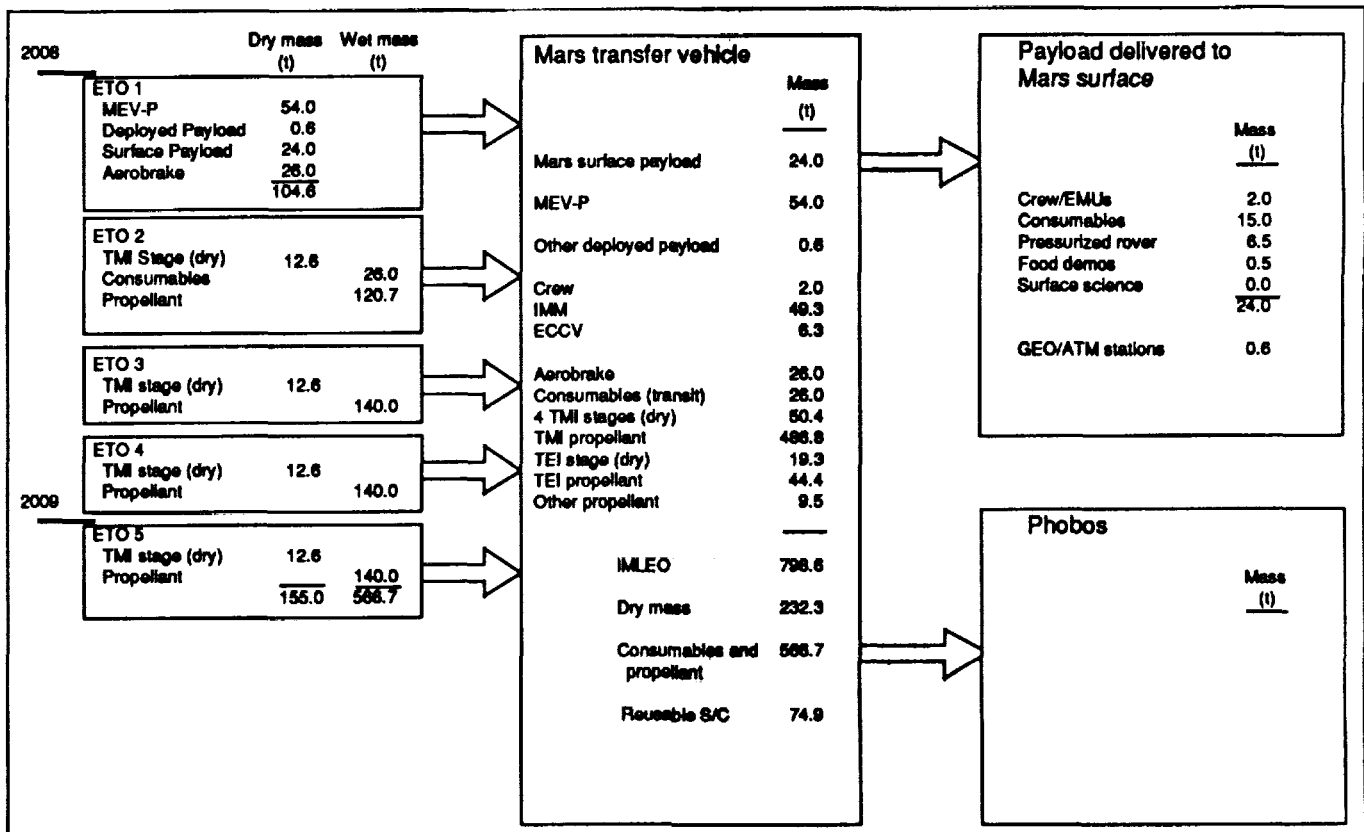 2008
Dry mass Wet mass
(t) (t)
ETO 1
MEV-P 54.0
Deployed Payload 0.6
Surface Payload 24.0
Aerobrake 26.0
104.6
ETO 2
TMI Stage (dry) 12.6
Consumables 26.0
Propellant 120.7
ETO 3
TMI stage (dry) 12.6
Propellant 140.0
ETO 4
TMI stage (dry) 12.6
Propellant 140.0
2009
ETO 5
TMI stage (dry) 12.6
Propellant 140.0
155.0 566.7
Mars transfer vehicle
Mass
(t)
Mars surface payload 24.0
MEV-P 54.0
Other deployed payload 0.6
Crew 2.0
IMM 49.3
ECCV 6.3
Aerobrake 26.0
Consumables (transit) 26.0
4 TMI stages (dry) 50.4
TMI propellant 486.8
TEI stage (dry) 19.3
TEI propellant 44.4
Other propellant 9.5
IMLEO 798.6
Dry mass 232.3
Consumables and 566.7
propellant
Reusable S/C 74.9
Payload delivered to
Mars surface
Mass
(t)
Crew/EMUs 2.0
Consumables 15.0
Pressurized rover 6.5
Food demos 0.5
Surface science 0.0
24.0
GEO/ATM stations 0.6
Phobos
Mass
(t)